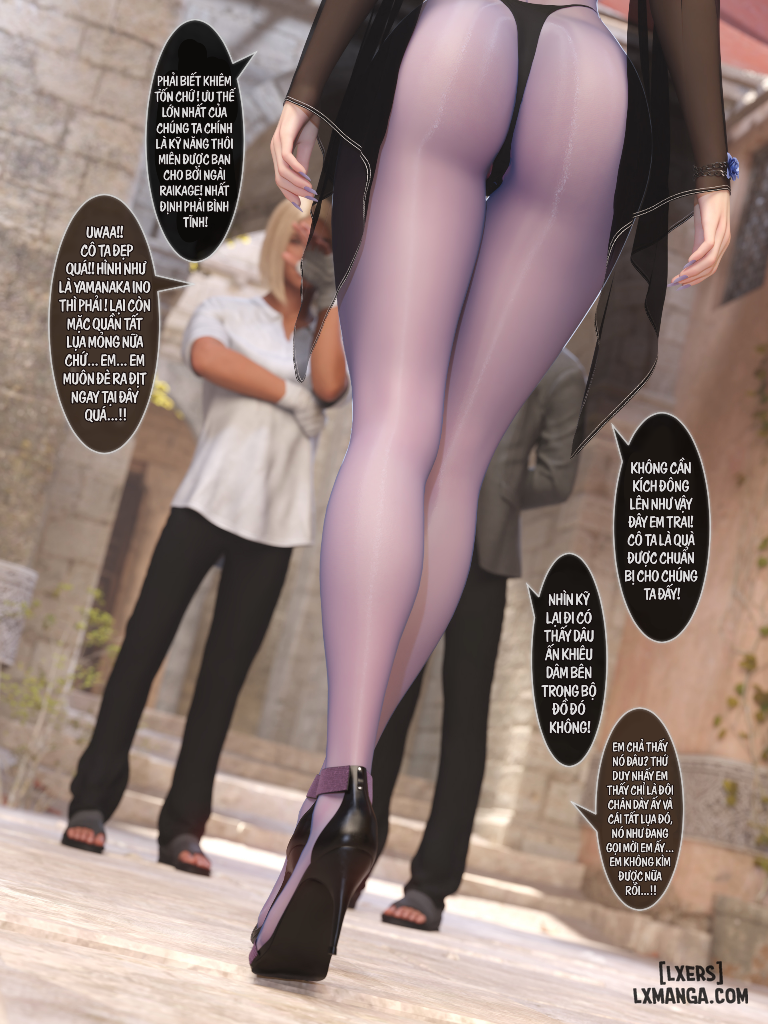 PHẢI BIẾT KHIÊM
TỐN CHỨ! ƯU THẾ
LỚN NHẤT CỦA
CHÚNG TA CHÍNH
LÀ KỸ NĂNG THÔI
MIÊN ĐƯỢC BAN
CHO BỞI NGÀI
RAIKAGE! NHẤT
ĐỊNH PHẢI BÌNH
TĨNH!
UWAA!!
CÔ TA ĐẸP
QUÁ!! HÌNH NHƯ
LÀ YAMANAKA INO
THÌ PHẢI! LẠI CÒN
MẶC QUẦN TẤT
LỤA MỎNG NỮA
CHỨ... EM... EM
MUỐN ĐÈ RA ĐỊT
NGAY TẠI ĐÂY
QUÁ...!!
KHÔNG CẦN
KÍCH ĐỘNG
LÊN NHƯ VẬY
ĐÂY EM TRAI!
CÔ TA LÀ QUÀ
ĐƯỢC CHUẨN
BỊ CHO CHÚNG
TA ĐẤY!
NHÌN KỸ
LẠI ĐI CÓ
THẤY DẤU
ẤN KHIÊU
DÂM BÊN
TRONG BỘ
ĐỒ ĐÓ
KHÔNG!
EM CHẢ THẤY
NÓ ĐÂU? THỨ
DUY NHẤY EM
THẤY CHỈ LÀ ĐÔI
CHÂN DÀY ẤY VÀ
CÁI TẤT LỤA ĐÓ,
NÓ NHƯ ĐANG
GỌI MỜI EM ẤY...
EM KHÔNG KÌM
ĐƯỢC NỮA
RỒI...!!
[LXERS]
LXMANGA.COM